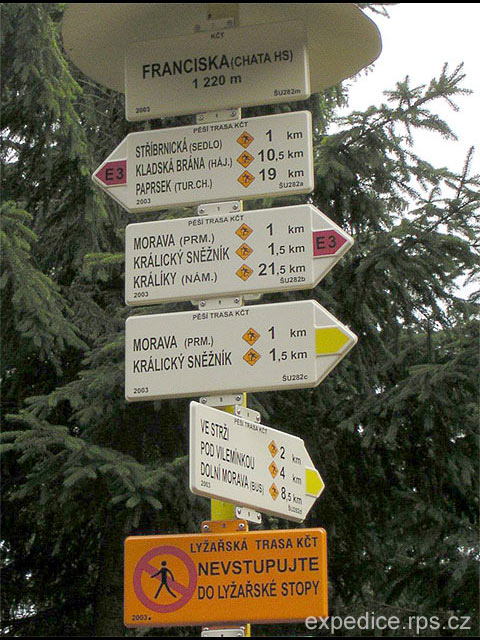 KČT
FRANCISKA (CHATA HS)
1 220 m
2003 ŠU282m
PĚŠÍ TRASA KČT
STŘÍBRNICKÁ (SEDLO) 1 km
KLADSKÁ BRÁNA (HÁJ.) 10,5 km
PAPRSEK (TUR.CH.) 19 km
E3
2003 ŠU282a
PĚŠÍ TRASA KČT
MORAVA (PRM.) 1 km
KRÁLICKÝ SNĚŽNÍK 1,5 km
KRÁLÍKY (NÁM.) 21,5 km
E3
2003 ŠU282b
PĚŠÍ TRASA KČT
MORAVA (PRM.) 1 km
KRÁLICKÝ SNĚŽNÍK 1,5 km
2003 ŠU282c
PĚŠÍ TRASA KČT
VE STRŽI 2 km
POD VILEMÍNKOU 4 km
DOLNÍ MORAVA (BUS) 8,5 km
2003 ŠU282d
LYŽAŘSKÁ TRASA KČT
NEVSTUPUJTE
DO LYŽAŘSKÉ STOPY
2003
expedice.rps.cz